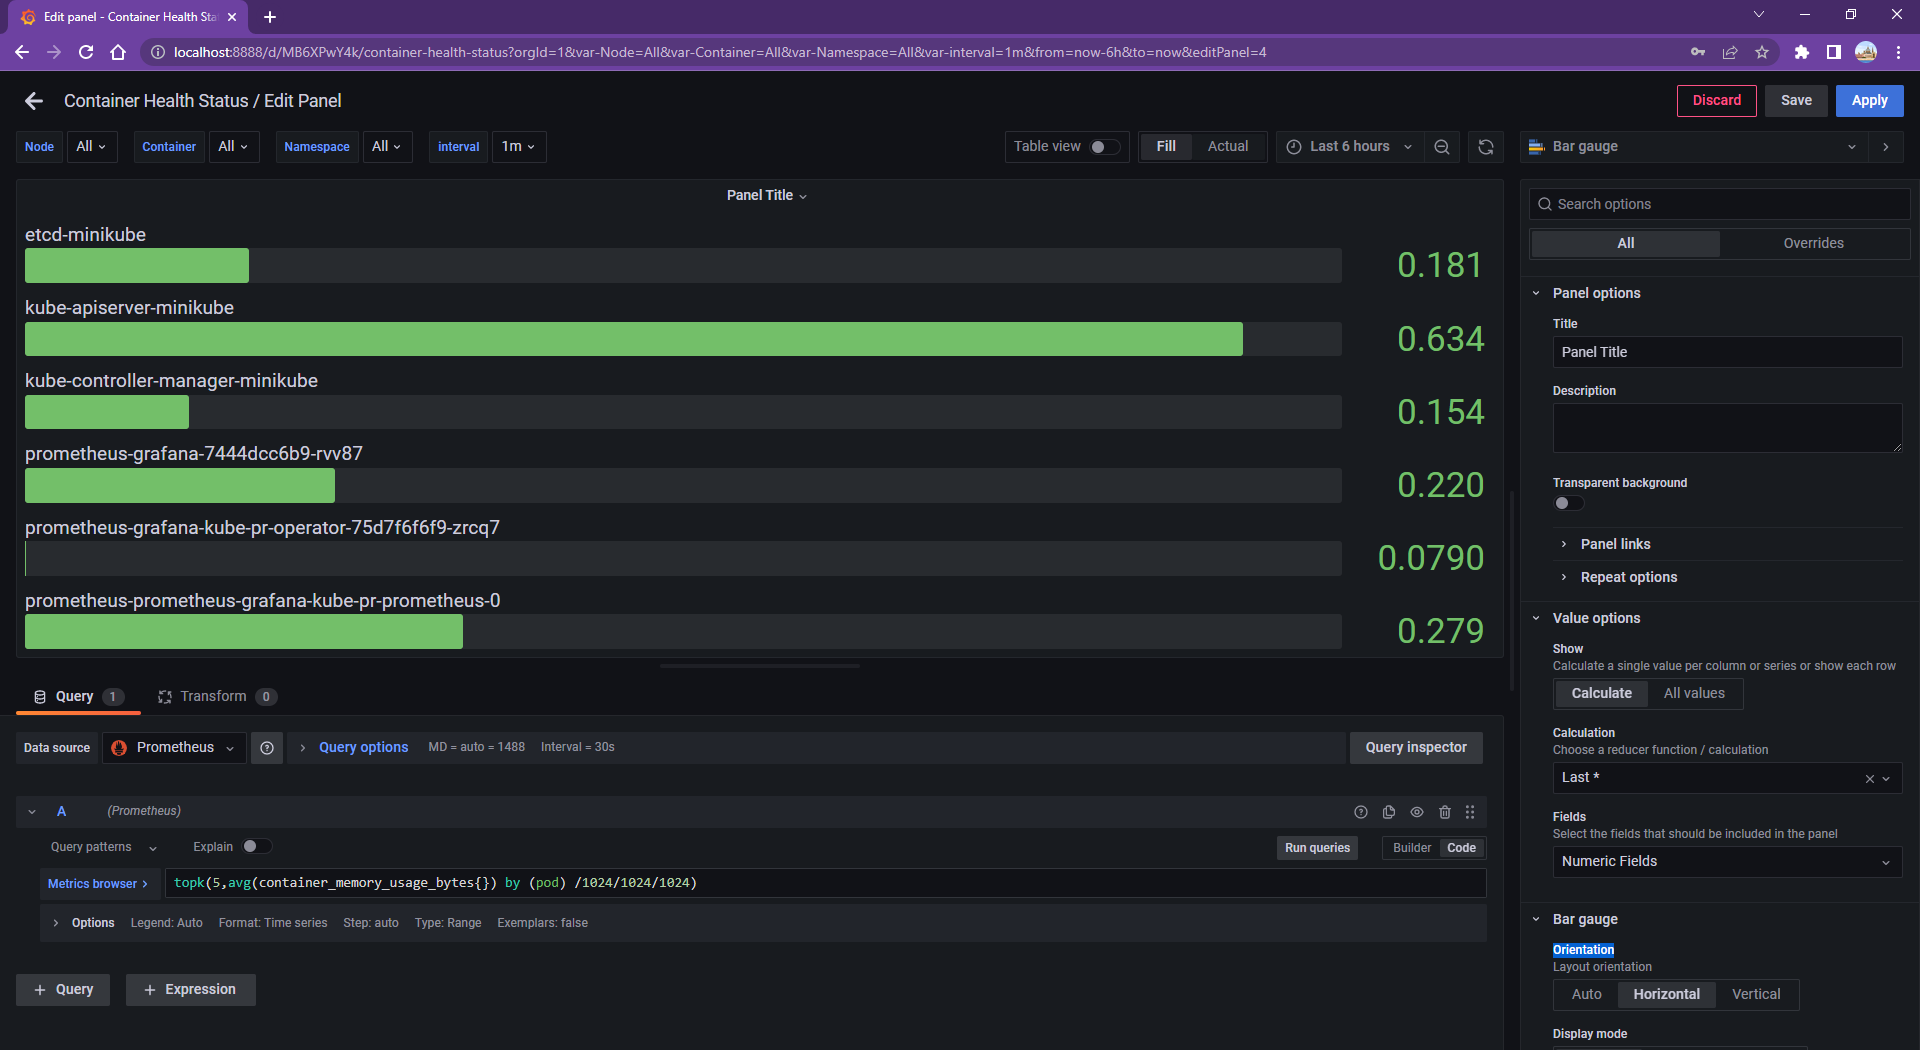 Edit panel - Container Health Sta
localhost:8888/d/MB6XPwY4k/container-health-status?orgId=1&var-Node=All&var-Container=All&var-Namespace=All&var-interval=1m&from=now-6h&to=now&editPanel=4
Container Health Status / Edit Panel
Discard
Save
Apply
Node
All
Container
All
Namespace
All
interval
1m
Table view
Fill
Actual
Last 6 hours
Bar gauge
Panel Title
etcd-minikube
0.181
kube-apiserver-minikube
0.634
kube-controller-manager-minikube
0.154
prometheus-grafana-7444dcc6b9-rvv87
0.220
prometheus-grafana-kube-pr-operator-75d7f6f6f9-zrcq7
0.0790
prometheus-prometheus-grafana-kube-pr-prometheus-0
0.279
Query 1
Transform 0
Data source
Prometheus
Query options
MD = auto = 1488
Interval = 30s
Query inspector
A
(Prometheus)
Query patterns
Explain
Run queries
Builder
Code
Metrics browser >
topk(5,avg(container_memory_usage_bytes{}) by (pod) /1024/1024/1024)
Options
Legend: Auto
Format: Time series
Step: auto
Type: Range
Exemplars: false
+ Query
+ Expression
Search options
All
Overrides
Panel options
Title
Panel Title
Description
Transparent background
Panel links
Repeat options
Value options
Show
Calculate a single value per column or series or show each row
Calculate
All values
Calculation
Choose a reducer function / calculation
Last *
Fields
Select the fields that should be included in the panel
Numeric Fields
Bar gauge
Orientation
Layout orientation
Auto
Horizontal
Vertical
Display mode